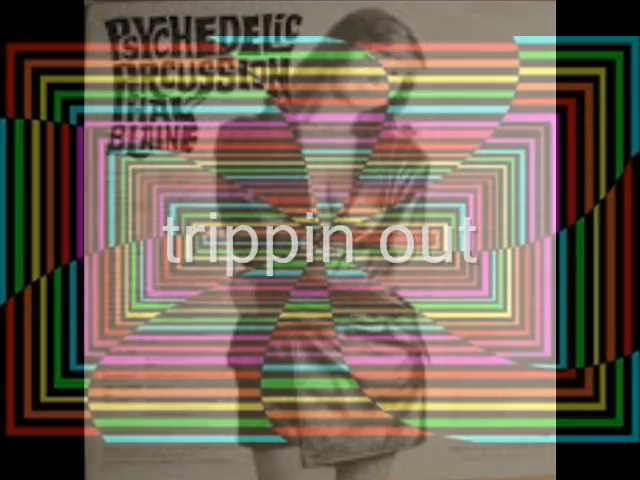 PSYCHEDELIC
PERCUSSION
HAL
BLAINE
trippin out